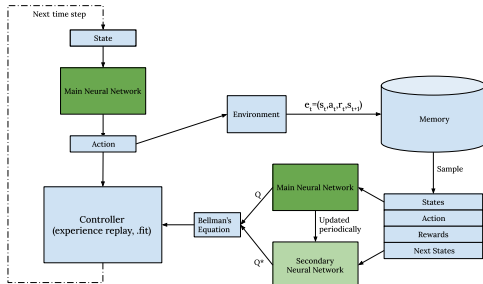 Next time step
State
Main Neural Network
Action
Environment
e_t=(s_t,a_t,r_t,s_{t+1})
Memory
Sample
Controller
(experience replay, .fit)
Bellman's
Equation
Q
Q*
Main Neural Network
Updated
periodically
Secondary
Neural Network
States
Action
Rewards
Next States